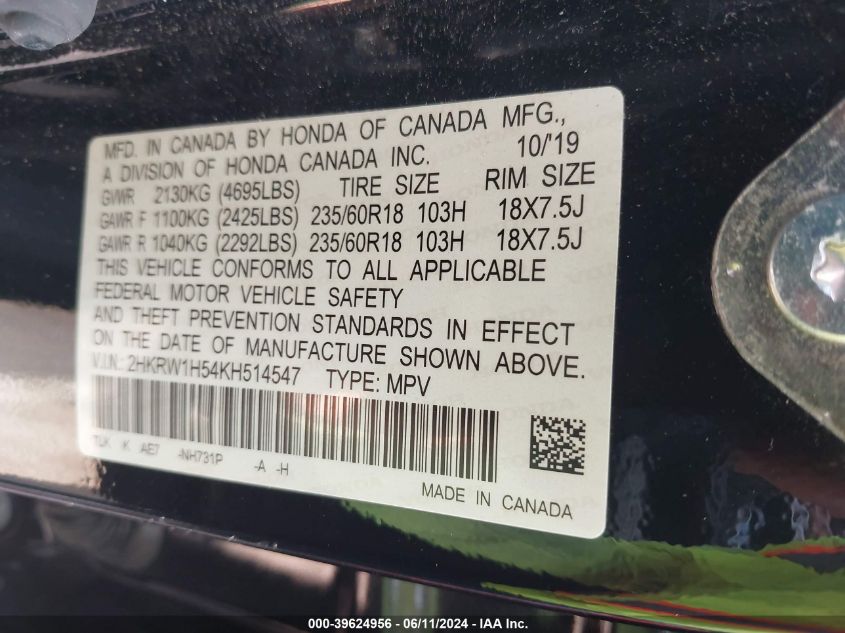 MFD. IN CANADA BY HONDA OF CANADA MFG.,
A DIVISION OF HONDA CANADA INC. 10/'19
GVWR 2130KG (4695LBS) TIRE SIZE RIM SIZE
GAWR F 1100KG (2425LBS) 235/60R18 103H 18X7.5J
GAWR R 1040KG (2292LBS) 235/60R18 103H 18X7.5J
THIS VEHICLE CONFORMS TO ALL APPLICABLE
FEDERAL MOTOR VEHICLE SAFETY
AND THEFT PREVENTION STANDARDS IN EFFECT
ON THE DATE OF MANUFACTURE SHOWN ABOVE.
V.I.N.: 2HKRW1H54KH514547 TYPE: MPV
TLK K AE7 -NH731P -A -H
MADE IN CANADA
000-39624956 - 06/11/2024 - IAA Inc.